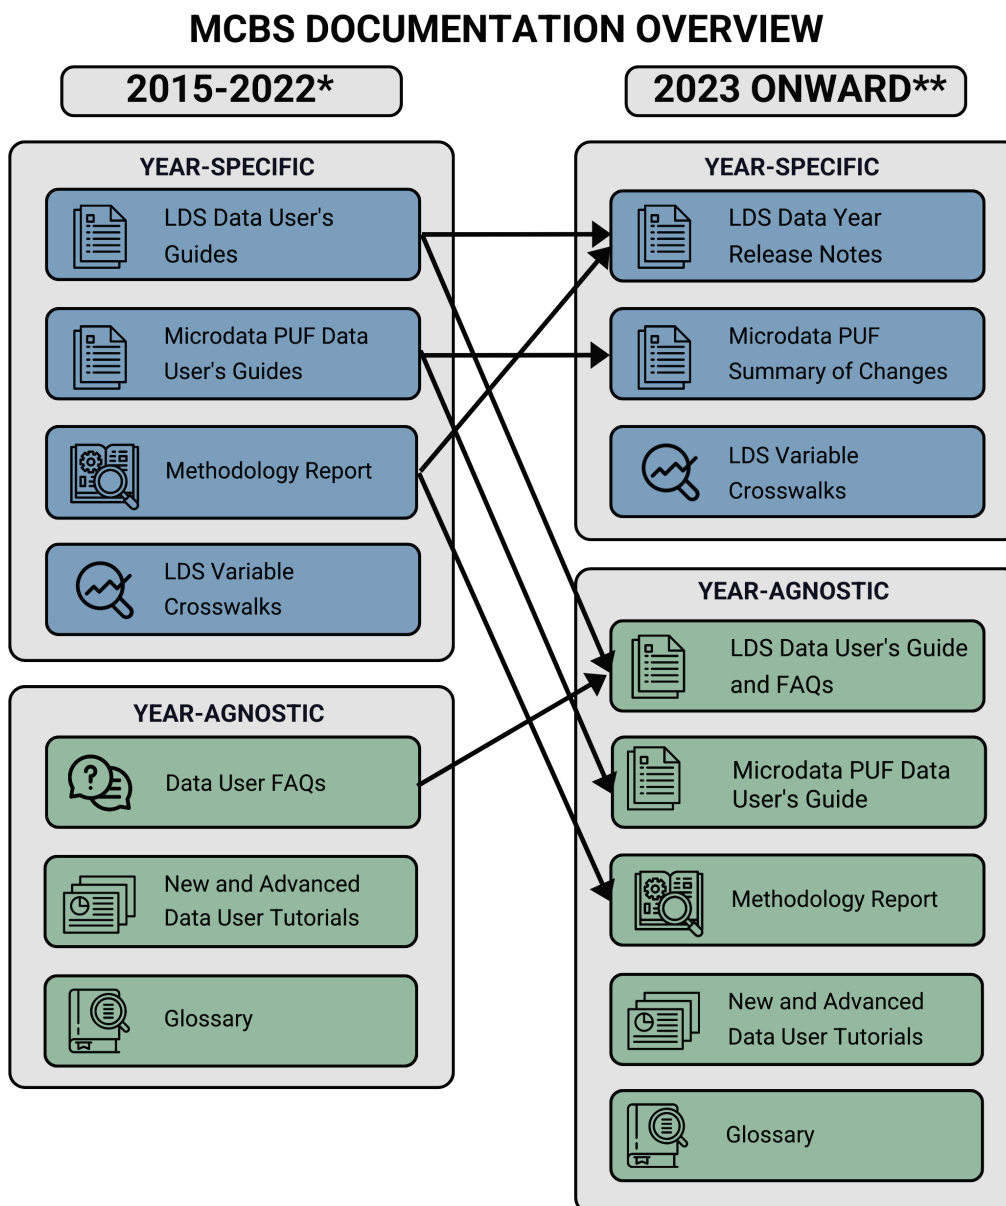 MCBS DOCUMENTATION OVERVIEW
2015-2022*
YEAR-SPECIFIC
LDS Data User's
Guides
Microdata PUF Data
User's Guides
Methodology Report
LDS Variable
Crosswalks
YEAR-AGNOSTIC
?
Data User FAQs
New and Advanced
Data User Tutorials
Glossary
2023 ONWARD**
YEAR-SPECIFIC
LDS Data Year
Release Notes
Microdata PUF
Summary of Changes
LDS Variable
Crosswalks
YEAR-AGNOSTIC
LDS Data User's Guide
and FAQs
Microdata PUF Data
User's Guide
Methodology Report
New and Advanced
Data User Tutorials
Glossary